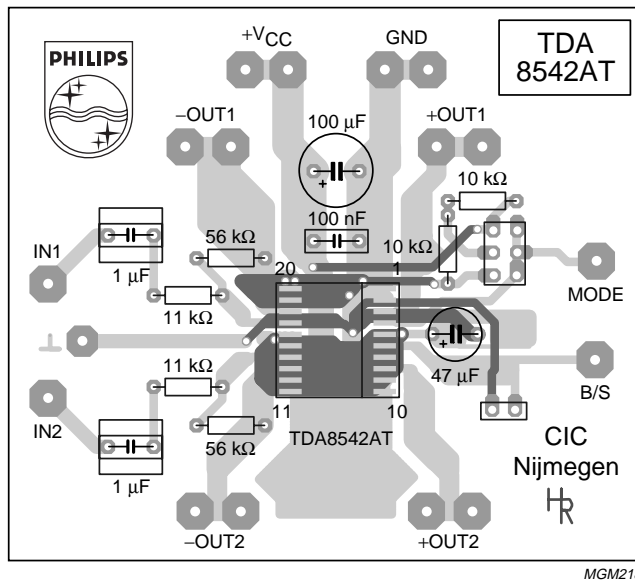 PHILIPS
+VCC
GND
TDA
8542AT
−OUT1
+OUT1
100 μF
+
10 kΩ
100 nF
10 kΩ
56 kΩ
IN1
1 μF
20
1
11 kΩ
MODE
+
47 μF
11 kΩ
B/S
IN2
11
10
56 kΩ
TDA8542AT
1 μF
CIC
Nijmegen
HR
−OUT2
+OUT2